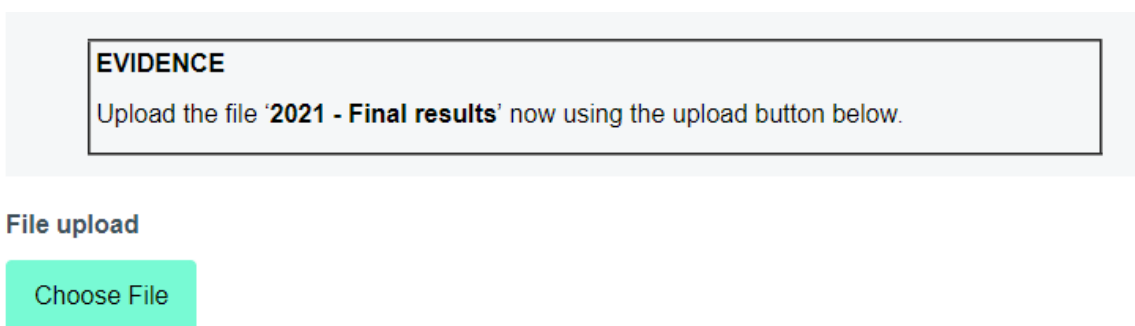 EVIDENCE
Upload the file ‘2021 - Final results’ now using the upload button below.
File upload
Choose File